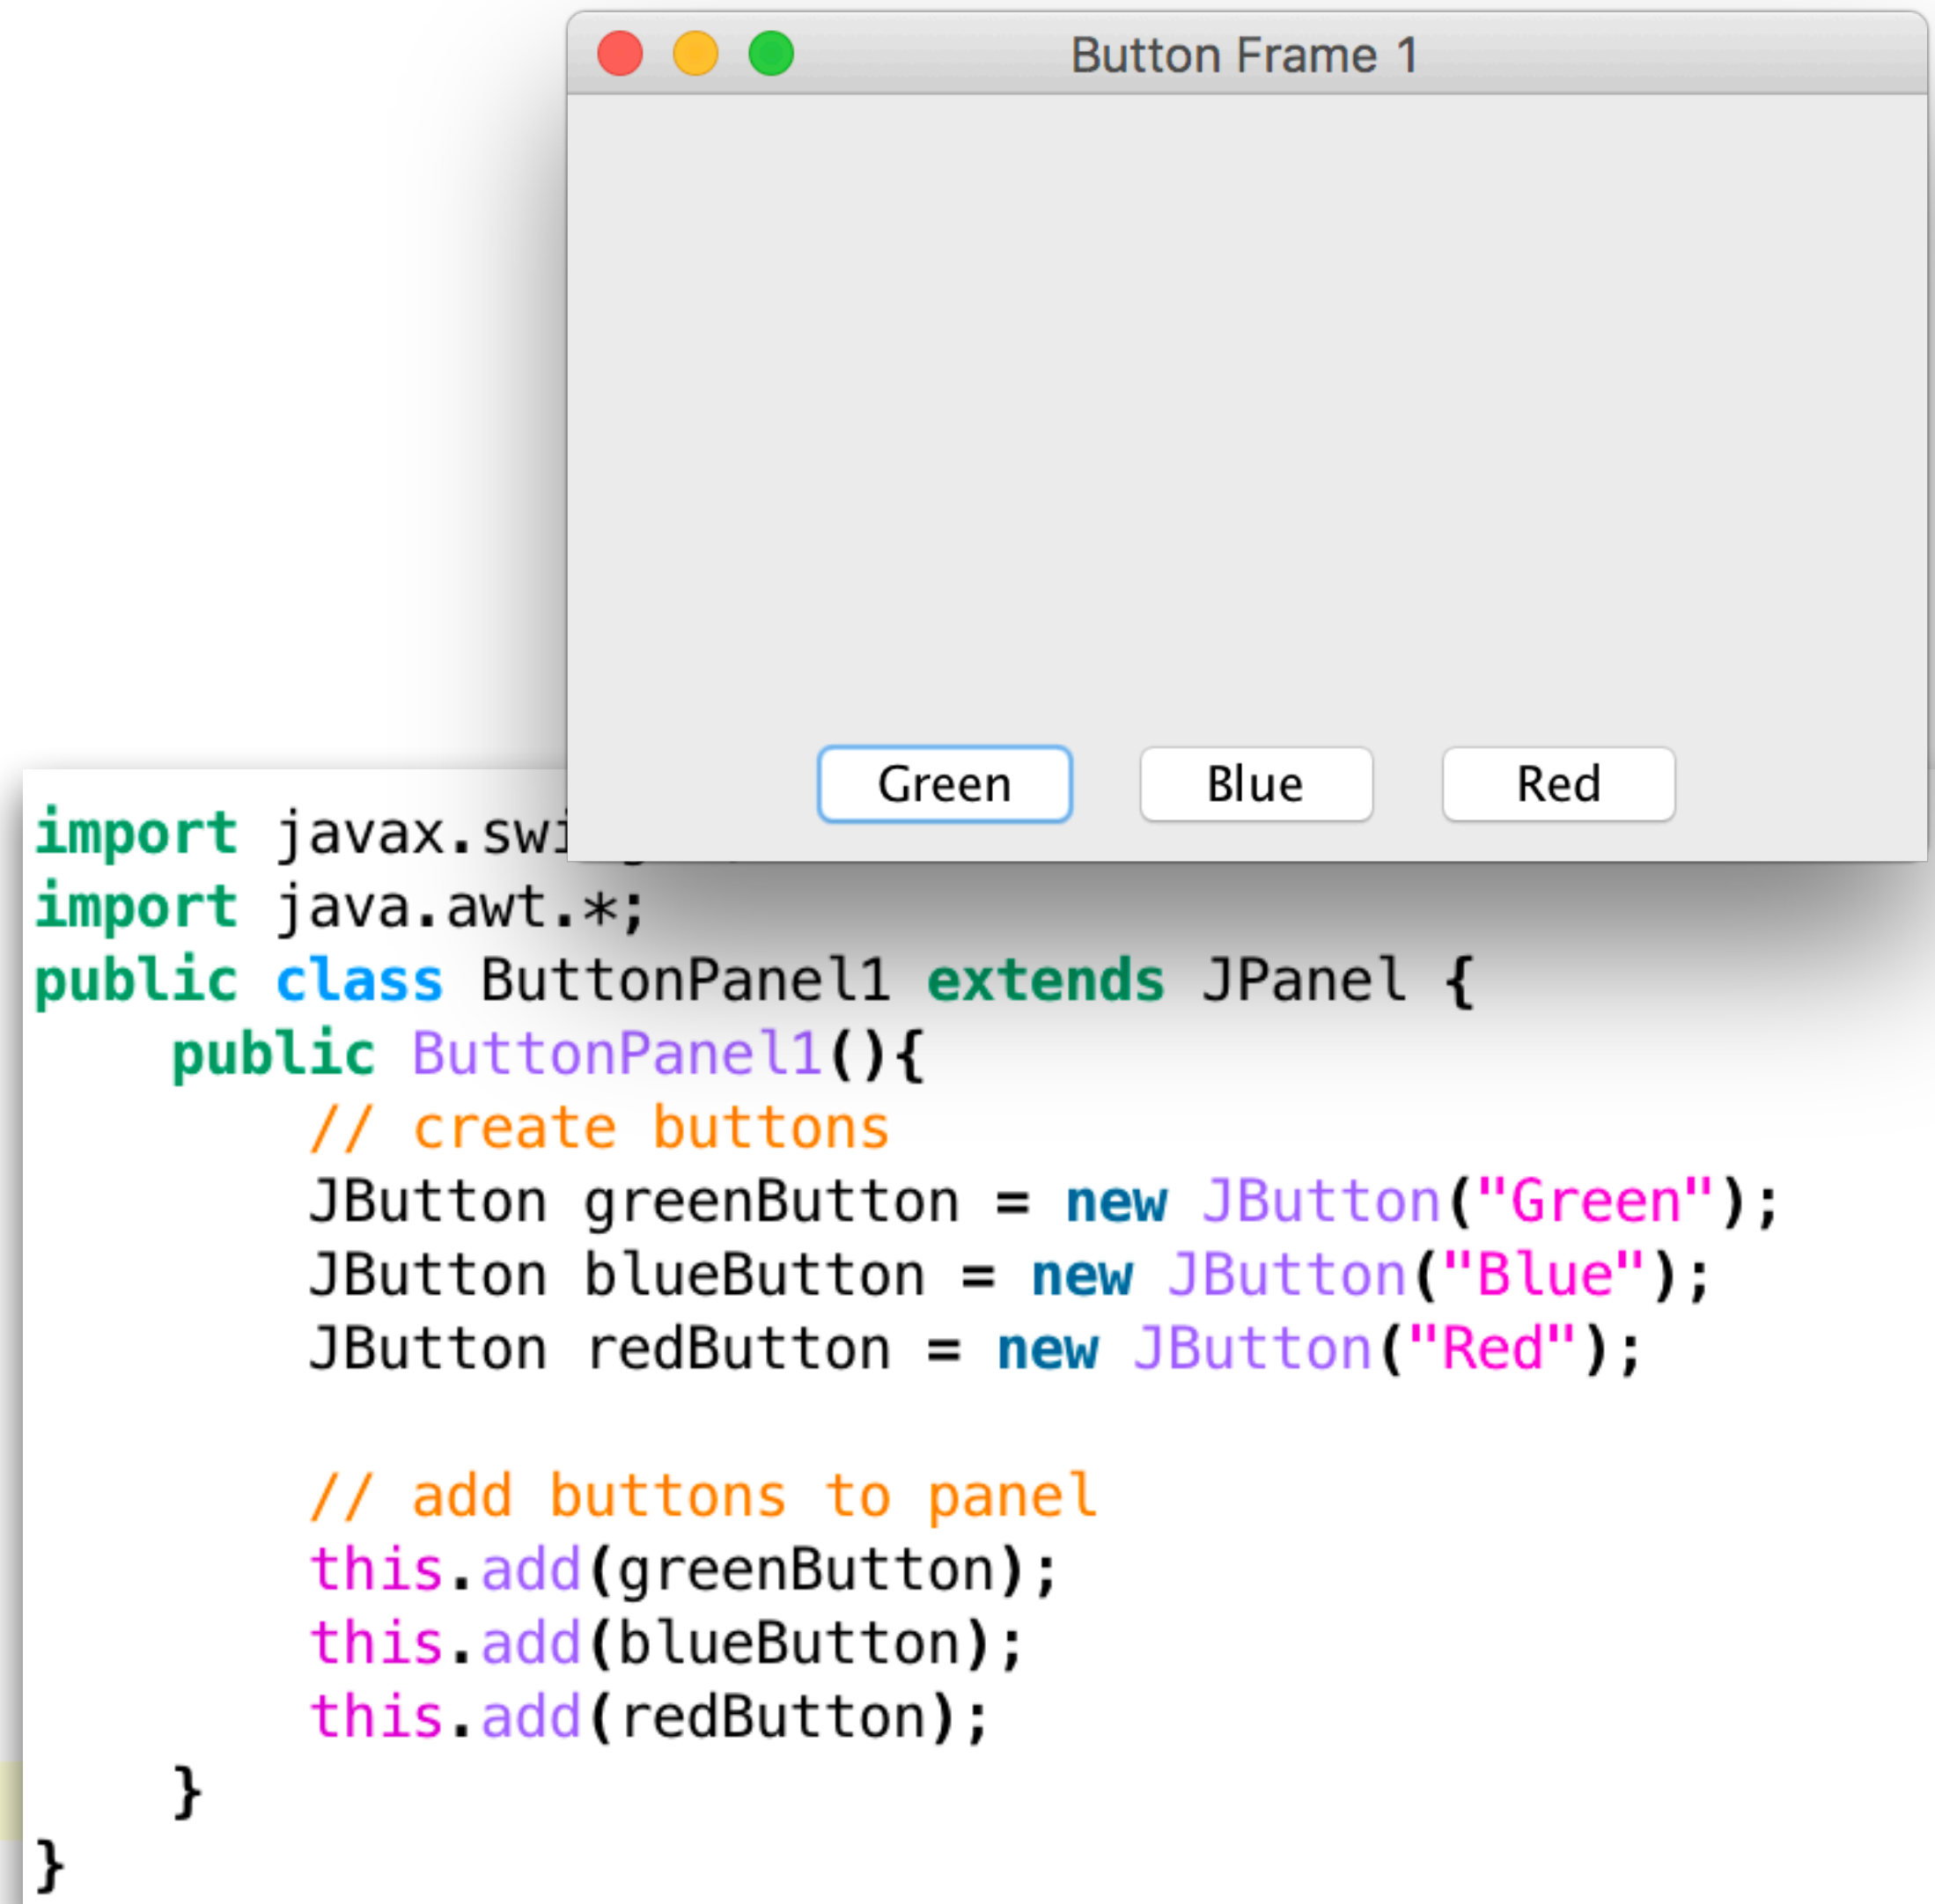 Button Frame 1
Green Blue Red
import
import java.awt.*;
public class ButtonPanel1 extends JPanel {
public ButtonPanel1(){
// create buttons
JButton greenButton = new JButton("Green");
JButton blueButton = new JButton("Blue");
JButton redButton = new JButton("Red");
// add buttons to panel
this.add(greenButton);
this.add(blueButton);
this.add(redButton);
}
}